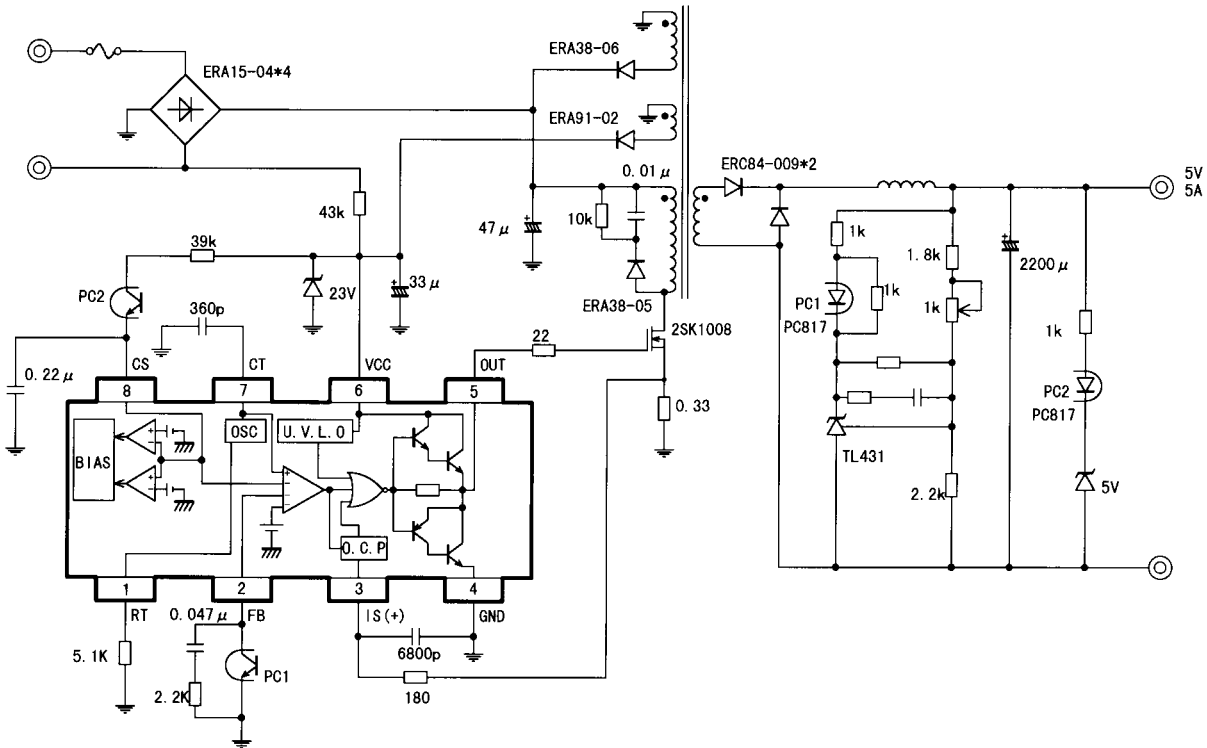 ERA38-06
ERA15-04*4
ERA91-02
ERC84-009*2
0.01μ
5V
5A
43k
47μ
10k
1k
1.8k
39k
2200μ
PC2
23V
33μ
ERA38-05
PC1
PC817
1k
1k
1k
360p
22
2SK1008
CS
CT
VCC
OUT
0.22μ
8
7
6
5
0.33
PC2
PC817
OSC
U.V.L.O
BIAS
TL431
2.2k
5V
O.C.P
1
2
3
4
RT
0.047μ
FB
IS(+)
GND
5.1K
6800p
2.2K
PC1
180